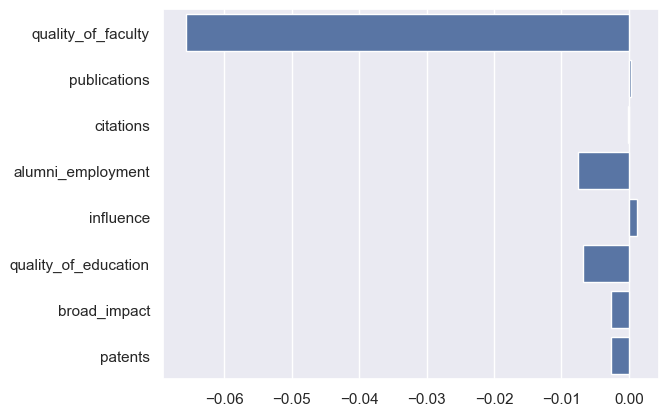 quality_of_faculty
publications
citations
alumni_employment
influence
quality_of_education
broad_impact
patents
−0.06 −0.05 −0.04 −0.03 −0.02 −0.01 0.00